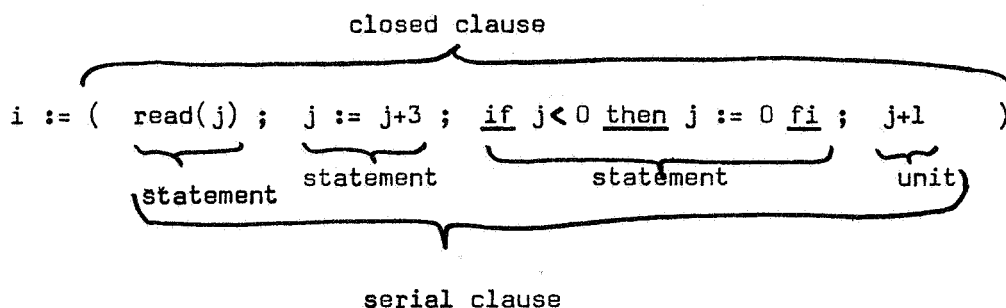 closed clause
i := ( read(j) ; j := j+3 ; if j< 0 then j := 0 fi ; j+1 )
statement statement statement unit
serial clause